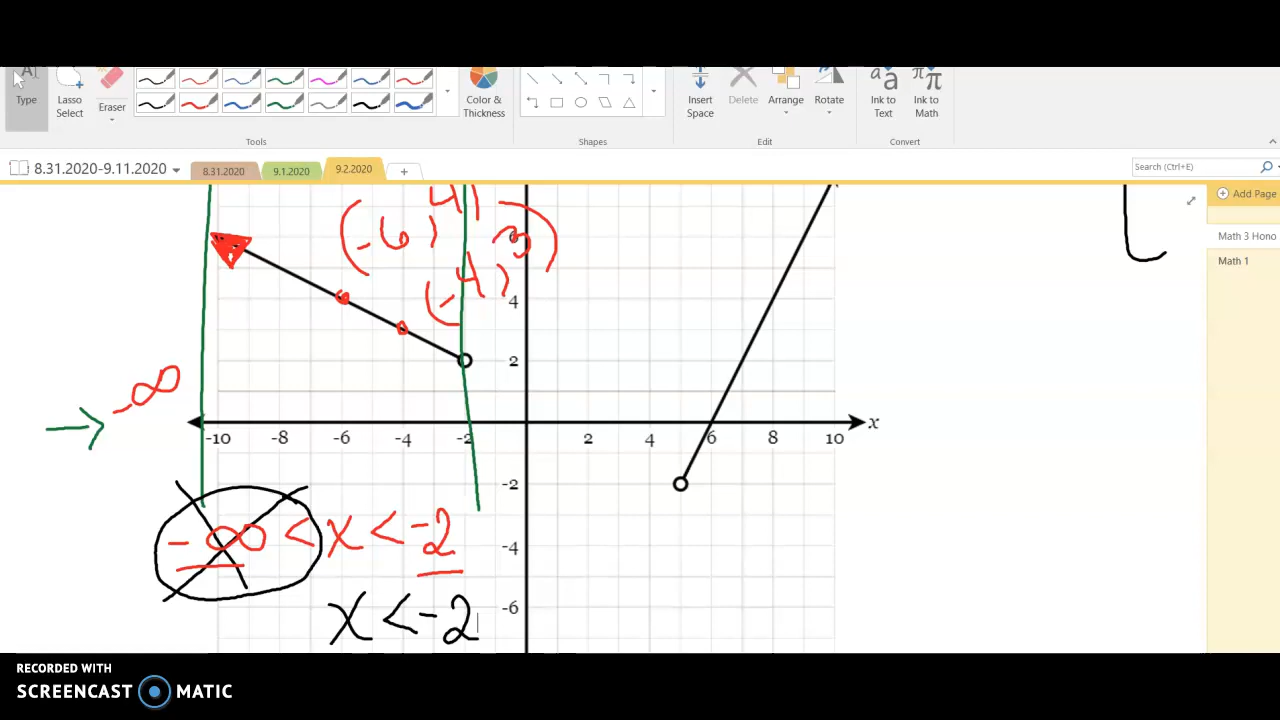 Type
Lasso Select
Eraser
Color & Thickness
Insert Space
Delete
Arrange
Rotate
Ink to Text
Ink to Math
Tools
Shapes
Edit
Convert
8.31.2020-9.11.2020
8.31.2020
9.1.2020
9.2.2020
+
Search (Ctrl+E)
Add Page
Math 3 Hono
Math 1
4)
(-6, 3)
(-4,
6
4
2
-∞
-10 -8 -6 -4 -2 2 4 6 8 10 x
-2
-4
-6
-∞ < x < -2
x < -2
RECORDED WITH
SCREENCAST MATIC